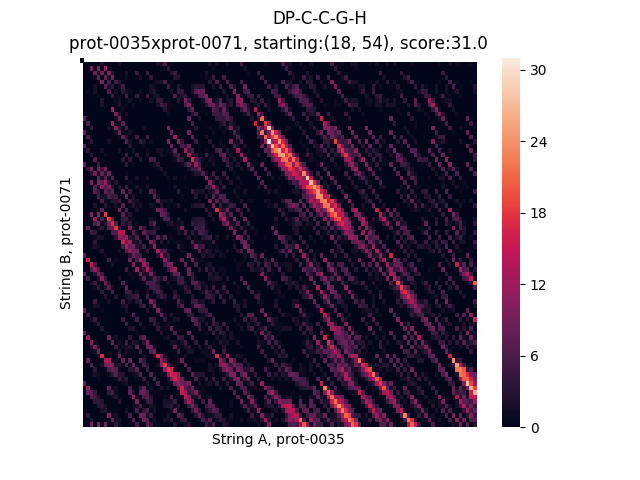 DP-C-C-G-H
prot-0035xprot-0071, starting:(18, 54), score:31.0
String B, prot-0071
String A, prot-0035
30
24
18
12
6
0